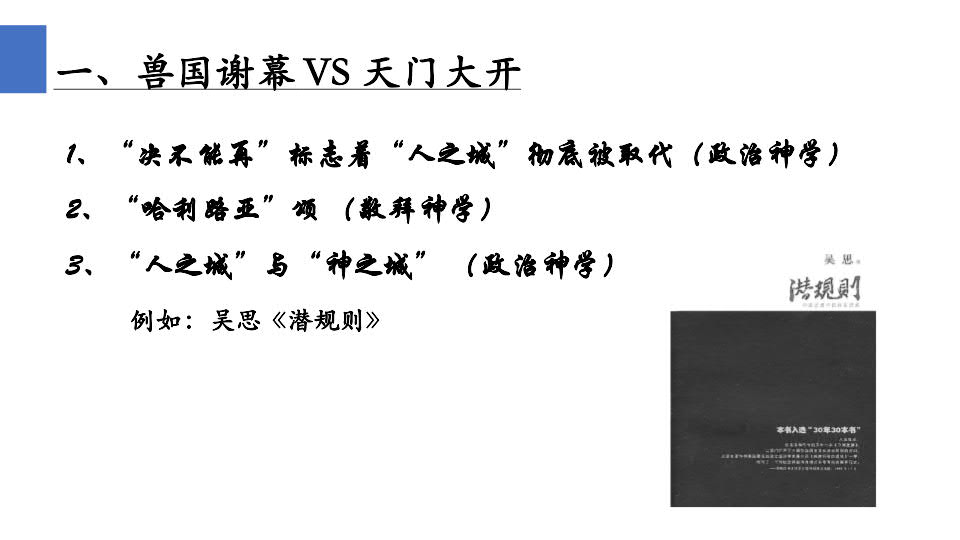 一、兽国谢幕 VS 天门大开
1、“决不能再”标志着“人之城”彻底被取代（政治神学）
2、“哈利路亚”颂 （敬拜神学）
3、“人之城”与“神之城” （政治神学）
例如：吴思《潜规则》
吴 思
潜规则
本书入选“30年30本书”